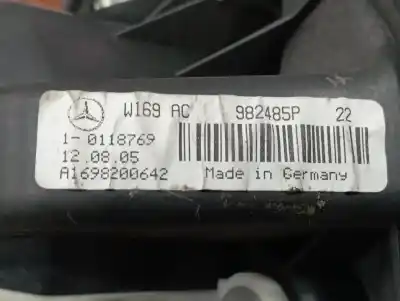 W169 AC 982485P 22
1-0118769
12.08.05
A1698200642 Made in Germany